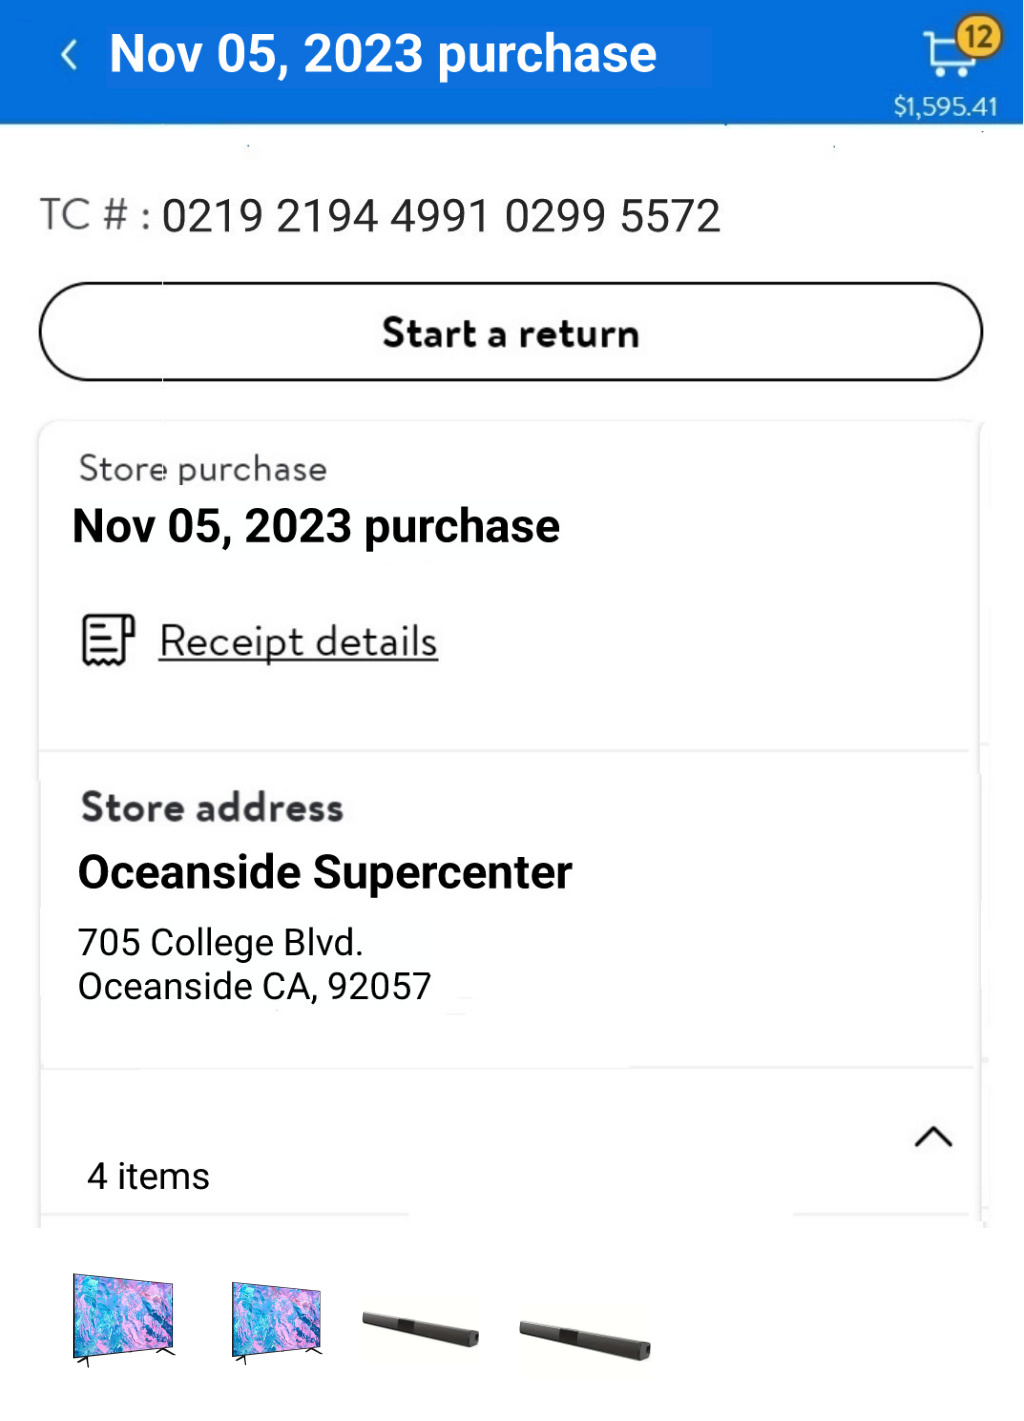 Nov 05, 2023 purchase
12
$1,595.41
TC # : 0219 2194 4991 0299 5572
Start a return
Store purchase
Nov 05, 2023 purchase
Receipt details
Store address
Oceanside Supercenter
705 College Blvd.
Oceanside CA, 92057
4 items